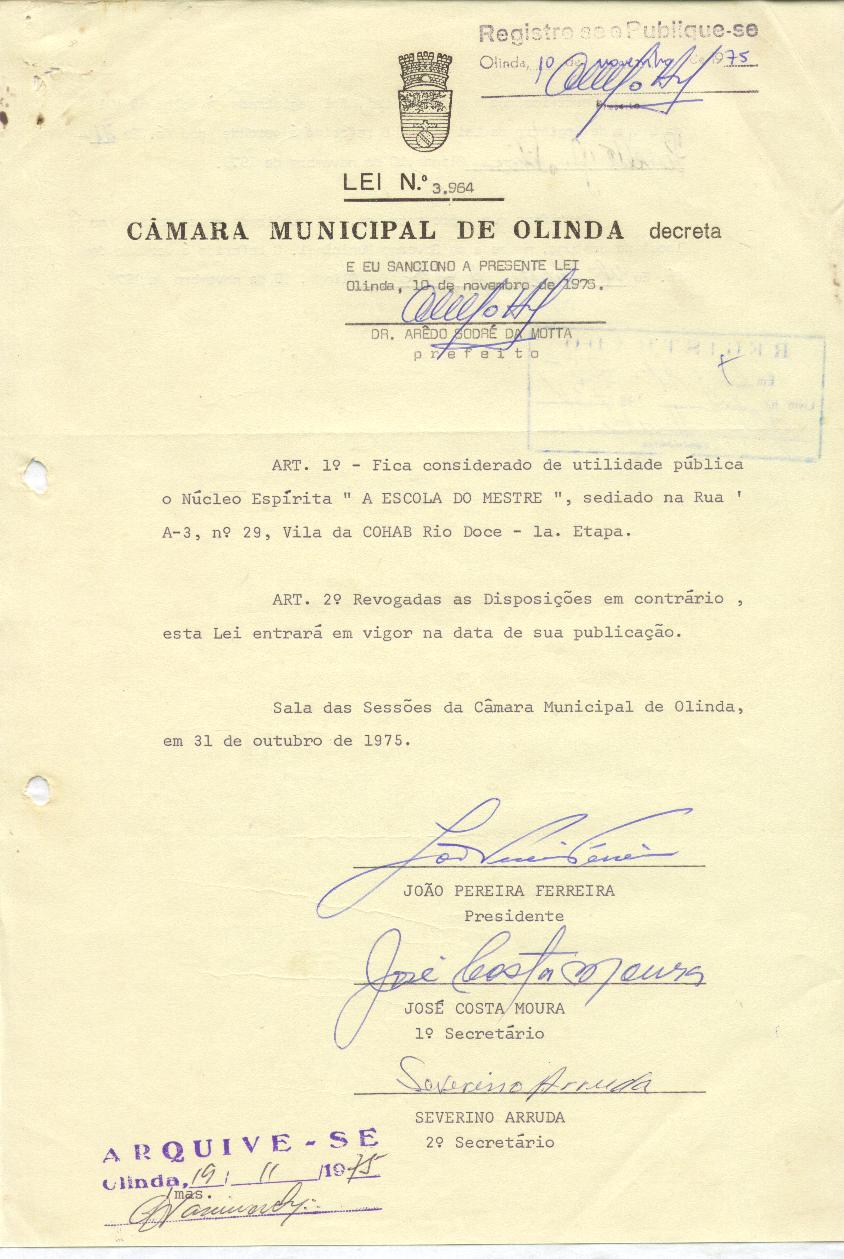 Registre-se e Publique-se
Olinda, 10 de novembro de 1975
Prefeito
LEI N.º 3.964
CÂMARA MUNICIPAL DE OLINDA decreta
E EU SANCIONO A PRESENTE LEI
Olinda, 10 de novembro de 1975.
DR. ARÊDO SODRÉ DA MOTTA
prefeito
ART. 1º - Fica considerado de utilidade pública
o Núcleo Espírita " A ESCOLA DO MESTRE ", sediado na Rua '
A-3, nº 29, Vila da COHAB Rio Doce - 1a. Etapa.
ART. 2º Revogadas as Disposições em contrário ,
esta Lei entrará em vigor na data de sua publicação.
Sala das Sessões da Câmara Municipal de Olinda,
em 31 de outubro de 1975.
JOÃO PEREIRA FERREIRA
Presidente
José Costa Moura
JOSÉ COSTA MOURA
1º Secretário
Severino Arruda
SEVERINO ARRUDA
2º Secretário
ARQUIVE-SE
Olinda, 19 / 11 /1975
/mas.